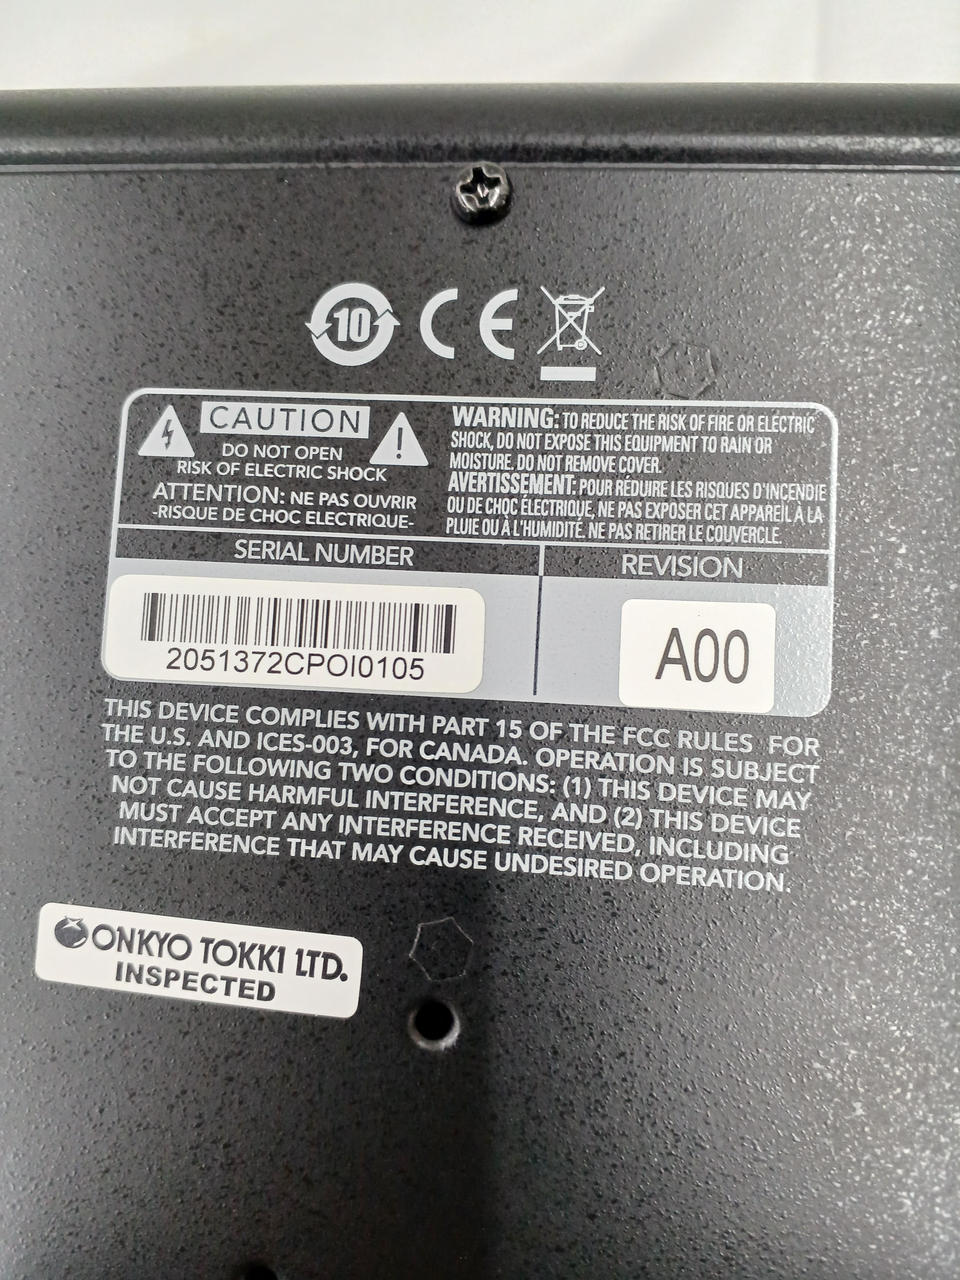 10
CE
CAUTION
DO NOT OPEN
RISK OF ELECTRIC SHOCK
ATTENTION: NE PAS OUVRIR
-RISQUE DE CHOC ELECTRIQUE-
WARNING: TO REDUCE THE RISK OF FIRE OR ELECTRIC
SHOCK, DO NOT EXPOSE THIS EQUIPMENT TO RAIN OR
MOISTURE. DO NOT REMOVE COVER.
AVERTISSEMENT: POUR RÉDUIRE LES RISQUES D'INCENDIE
OU DE CHOC ÉLECTRIQUE, NE PAS EXPOSER CET APPAREIL À LA
PLUIE OU À L'HUMIDITÉ. NE PAS RETIRER LE COUVERCLE.
SERIAL NUMBER
REVISION
2051372CPOI0105
A00
THIS DEVICE COMPLIES WITH PART 15 OF THE FCC RULES FOR
THE U.S. AND ICES-003, FOR CANADA. OPERATION IS SUBJECT
TO THE FOLLOWING TWO CONDITIONS: (1) THIS DEVICE MAY
NOT CAUSE HARMFUL INTERFERENCE, AND (2) THIS DEVICE
MUST ACCEPT ANY INTERFERENCE RECEIVED, INCLUDING
INTERFERENCE THAT MAY CAUSE UNDESIRED OPERATION.
ONKYO TOKKI LTD.
INSPECTED